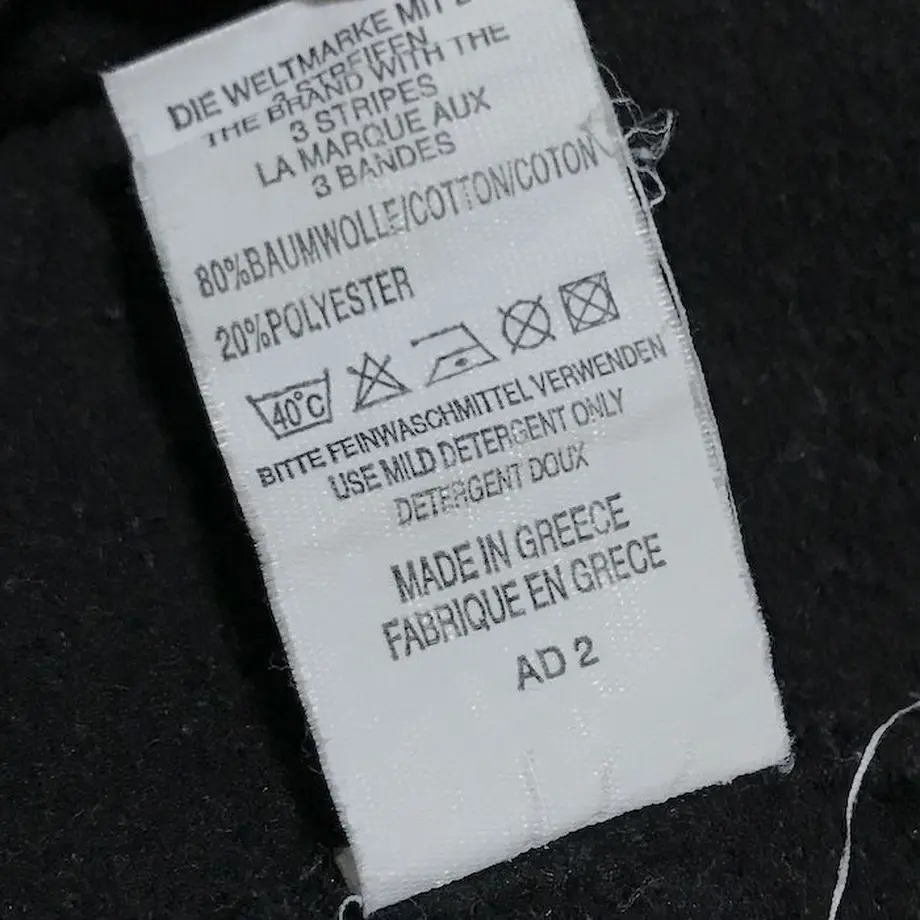 DIE WELTMARKE MIT
3 STREIFEN
THE BRAND WITH THE
3 STRIPES
LA MARQUE AUX
3 BANDES
80%BAUMWOLLE/COTTON/COTON
20%POLYESTER
40°C
BITTE FEINWASCHMITTEL VERWENDEN
USE MILD DETERGENT ONLY
DETERGENT DOUX
MADE IN GREECE
FABRIQUE EN GRECE
AD 2